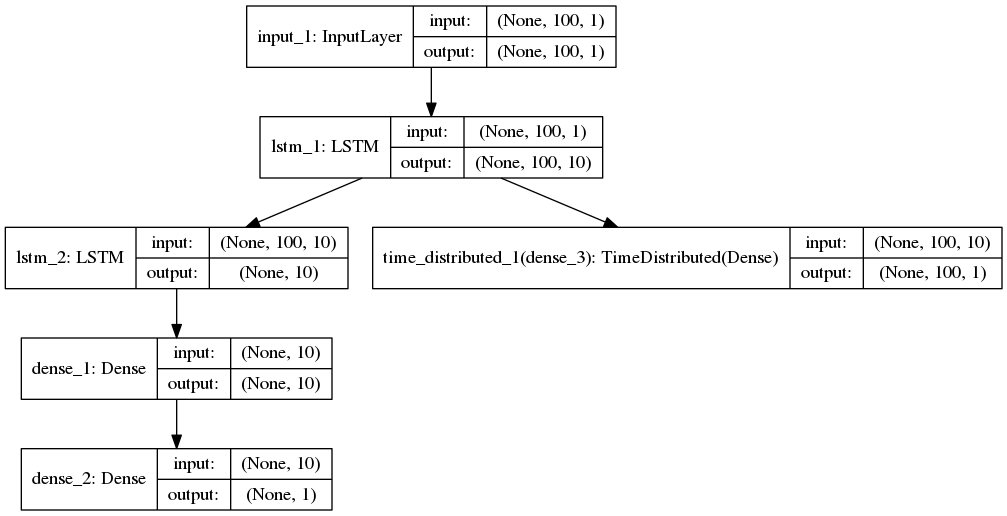 input_1: InputLayer
input: (None, 100, 1)
output: (None, 100, 1)
lstm_1: LSTM
input: (None, 100, 1)
output: (None, 100, 10)
lstm_2: LSTM
input: (None, 100, 10)
output: (None, 10)
time_distributed_1(dense_3): TimeDistributed(Dense)
input: (None, 100, 10)
output: (None, 100, 1)
dense_1: Dense
input: (None, 10)
output: (None, 10)
dense_2: Dense
input: (None, 10)
output: (None, 1)